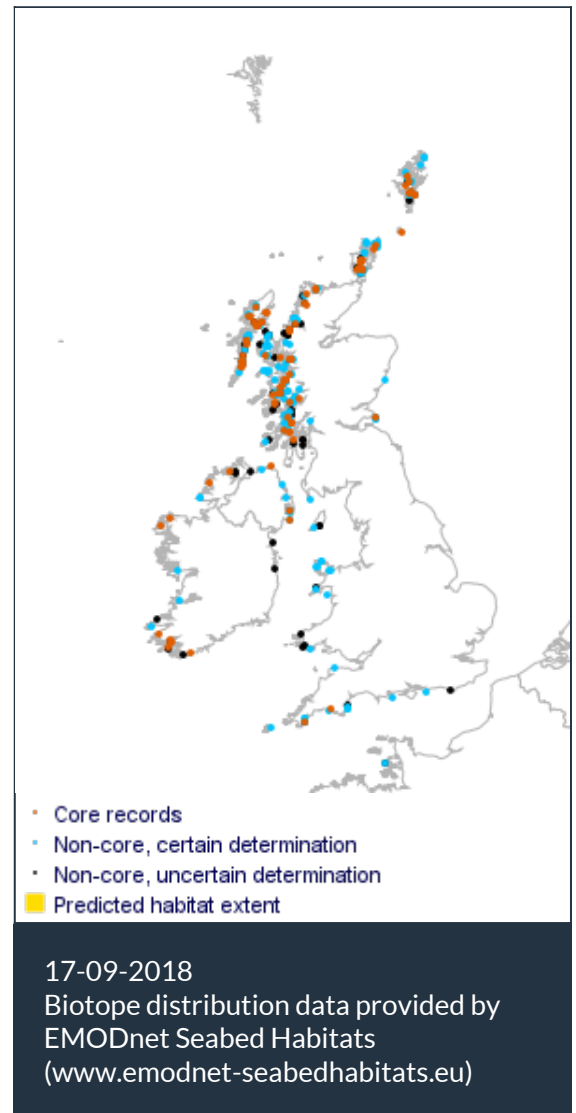 Core records
Non-core, certain determination
Non-core, uncertain determination
Predicted habitat extent
17-09-2018
Biotope distribution data provided by
EMODnet Seabed Habitats
(www.emodnet-seabedhabitats.eu)